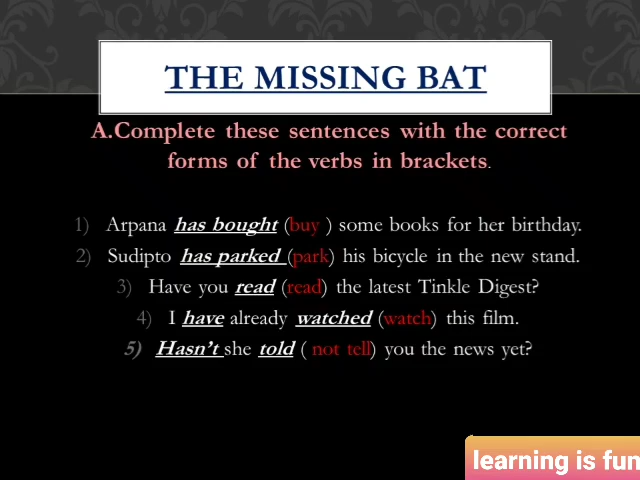 THE MISSING BAT
A.Complete these sentences with the correct
forms of the verbs in brackets.
1) Arpana has bought (buy ) some books for her birthday.
2) Sudipto has parked (park) his bicycle in the new stand.
3) Have you read (read) the latest Tinkle Digest?
4) I have already watched (watch) this film.
5) Hasn't she told ( not tell) you the news yet?
learning is fun